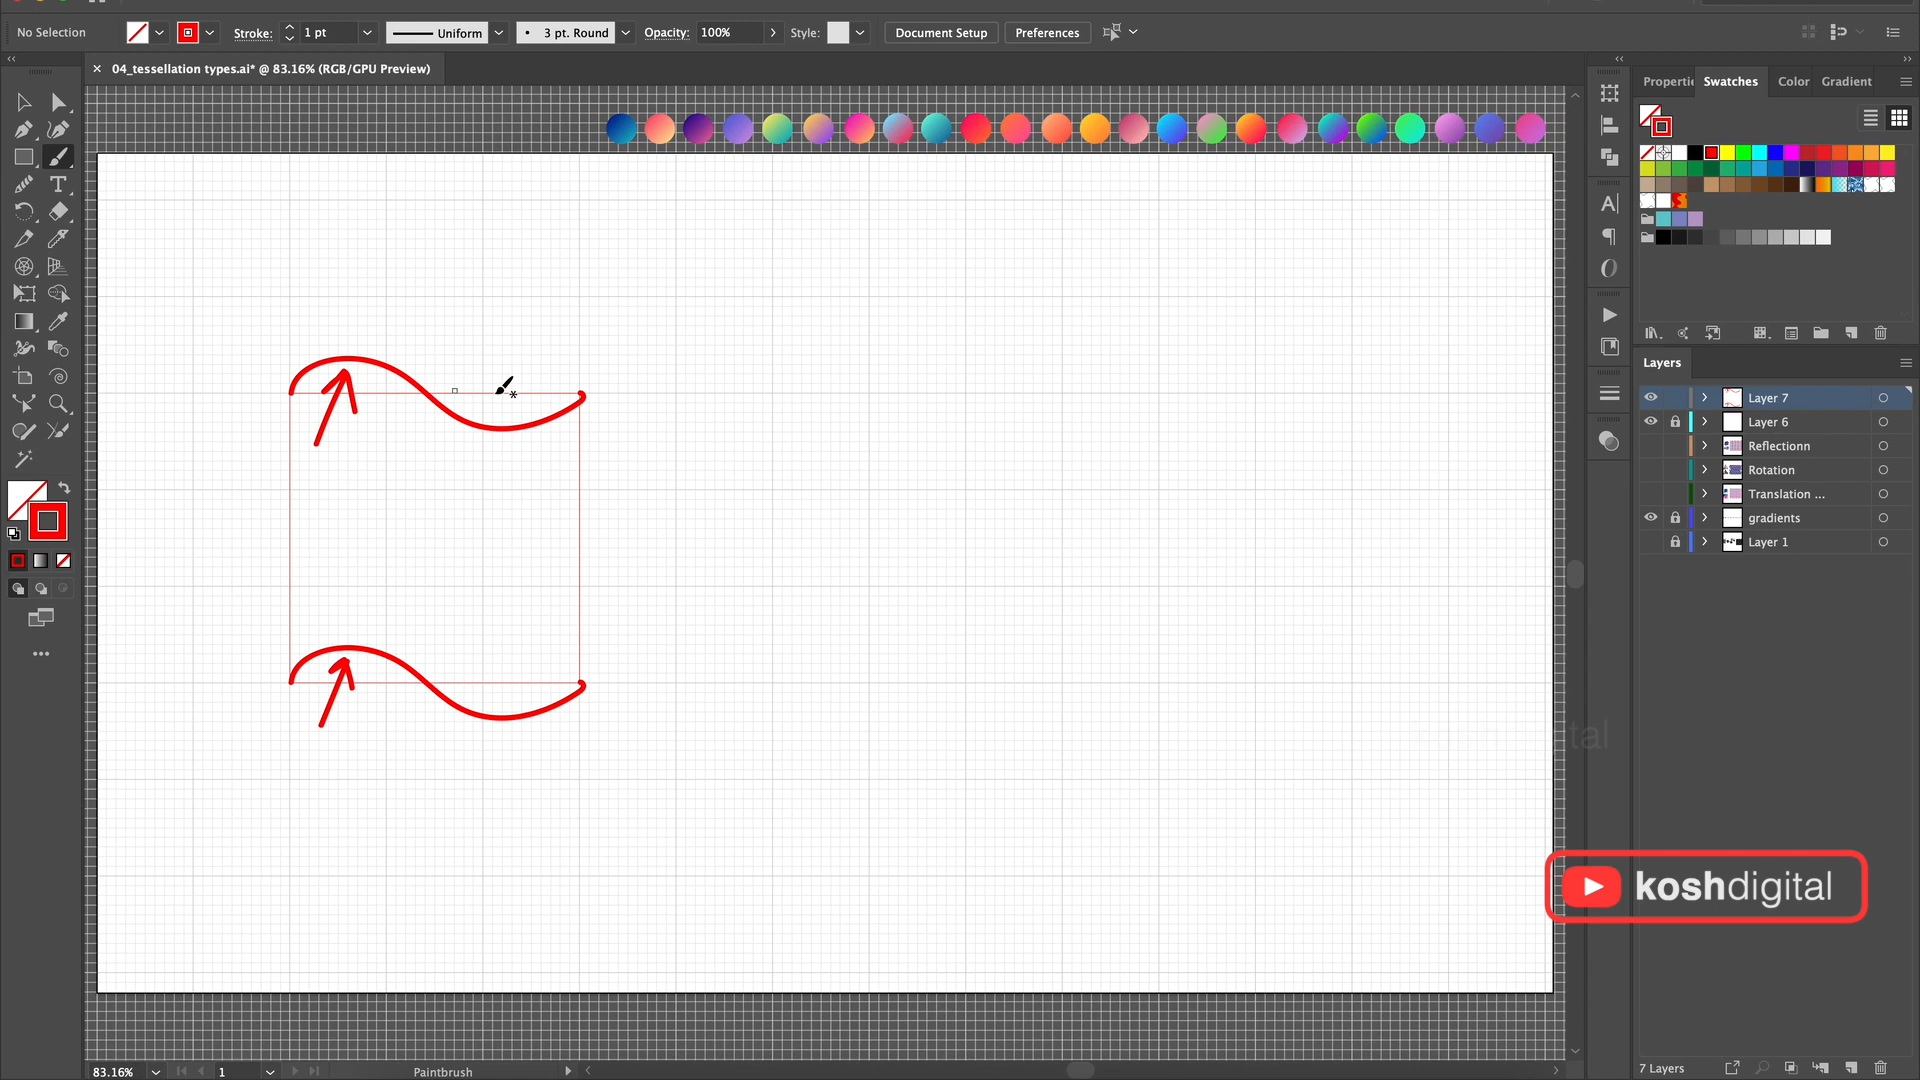 No Selection
Stroke:
1 pt
Uniform
3 pt. Round
Opacity:
100%
Style:
Document Setup
Preferences
04_tessellation types.ai* @ 83.16% (RGB/GPU Preview)
Propertie
Swatches
Color
Gradient
Layers
Layer 7
Layer 6
Reflectionn
Rotation
Translation ...
gradients
Layer 1
tal
koshdigital
83.16%
1
Paintbrush
7 Layers